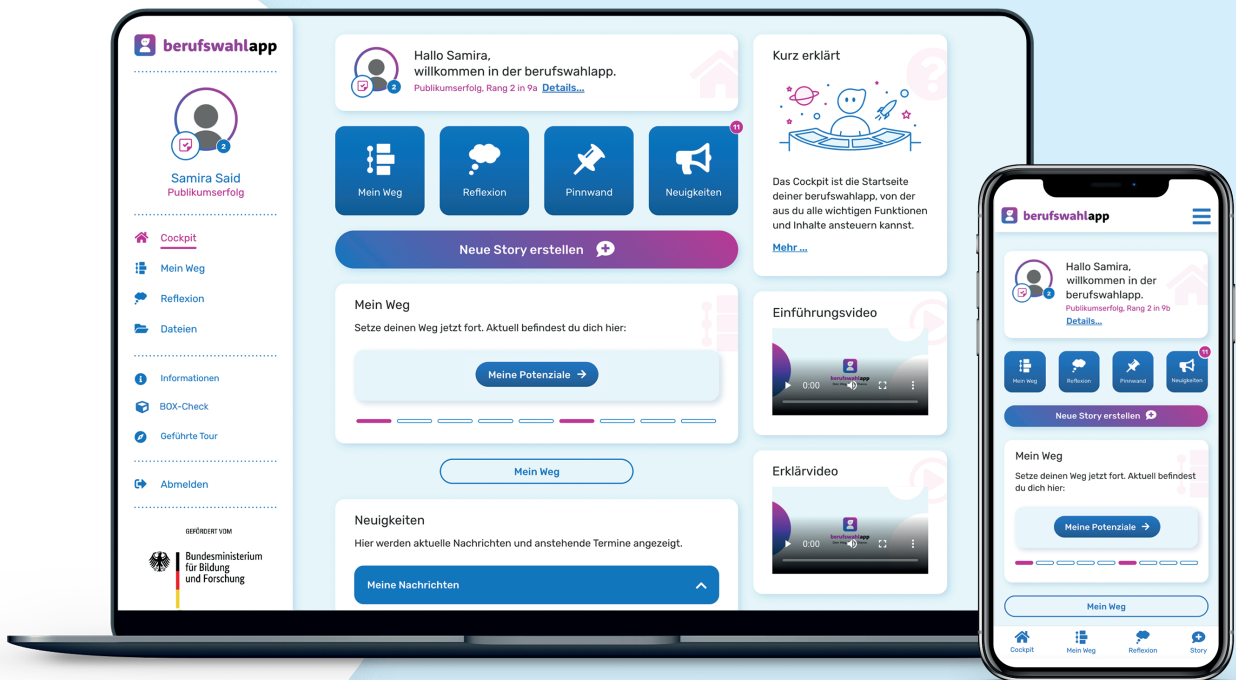 berufswahlapp
2
Samira Said
Publikumserfolg
Cockpit
Mein Weg
Reflexion
Dateien
Informationen
BOX-Check
Geführte Tour
Abmelden
GEFÖRDERT VOM
Bundesministerium
für Bildung
und Forschung
Hallo Samira,
willkommen in der berufswahlapp.
2
Publikumserfolg, Rang 2 in 9a Details...
11
Mein Weg
Reflexion
Pinnwand
Neuigkeiten
Neue Story erstellen
Mein Weg
Setze deinen Weg jetzt fort. Aktuell befindest du dich hier:
Meine Potenziale →
Mein Weg
Neuigkeiten
Hier werden aktuelle Nachrichten und anstehende Termine angezeigt.
Meine Nachrichten
Kurz erklärt
Das Cockpit ist die Startseite
deiner berufswahlapp, von der
aus du alle wichtigen Funktionen
und Inhalte ansteuern kannst.
Mehr ...
Einführungsvideo
berufswahlapp
0:00
Erklärvideo
berufswahlapp
0:00
berufswahlapp
Hallo Samira,
willkommen in der
berufswahlapp.
2
Publikumserfolg, Rang 2 in 9b
Details...
11
Mein Weg
Reflexion
Pinnwand
Neuigkeiten
Neue Story erstellen
Mein Weg
Setze deinen Weg jetzt fort. Aktuell befindest
du dich hier:
Meine Potenziale →
Mein Weg
Cockpit
Mein Weg
Reflexion
Story